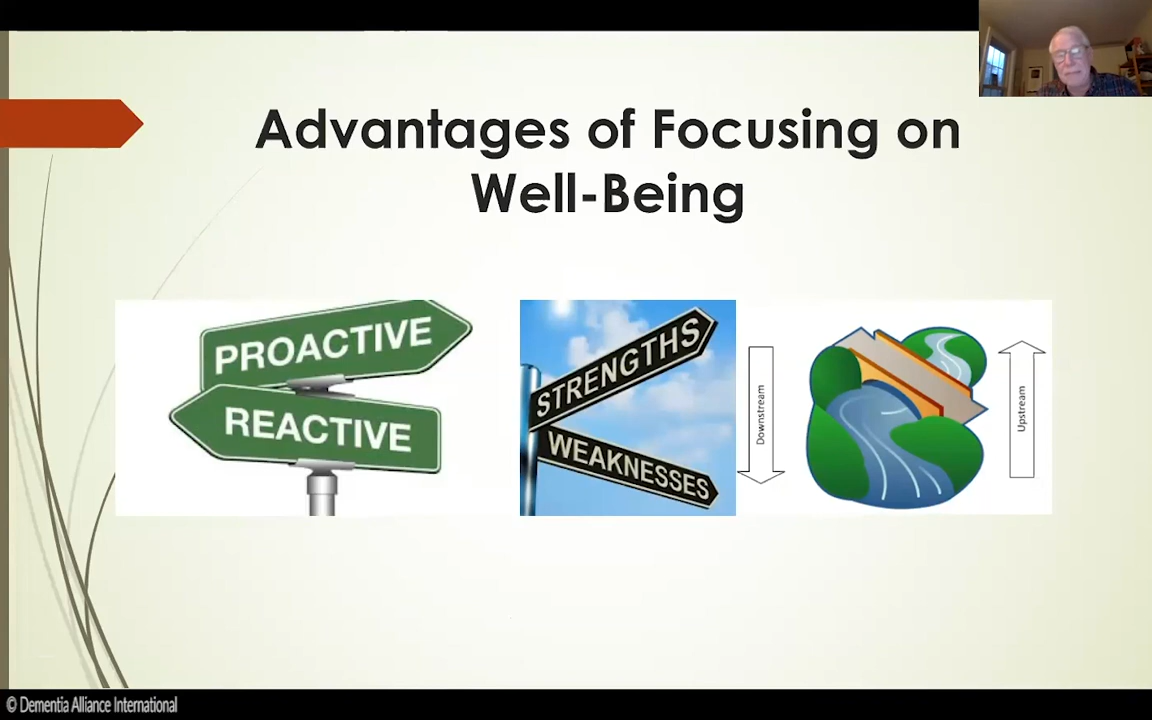 Advantages of Focusing on
Well-Being
PROACTIVE
REACTIVE
STRENGTHS
WEAKNESSES
Downstream
Upstream
© Dementia Alliance International